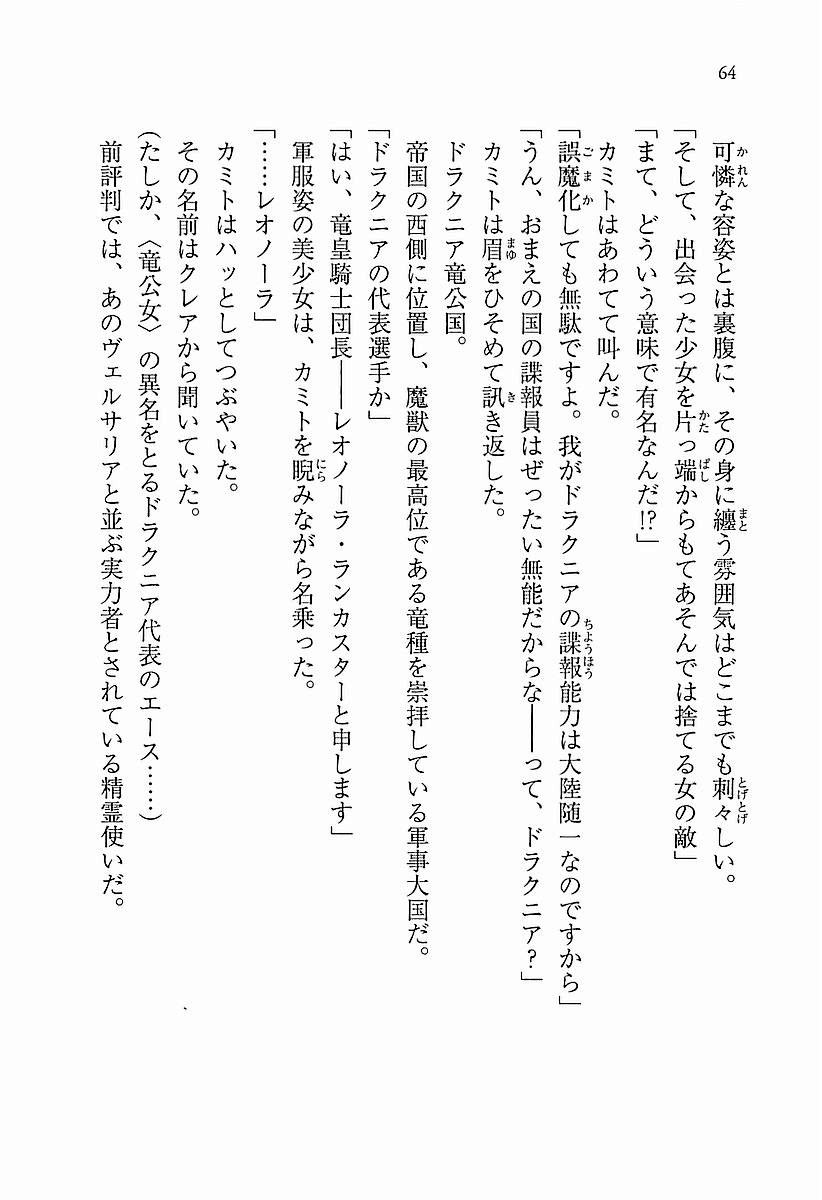 64
可憐な容姿とは裏腹に、その身に纏う雰囲気はどこまでも刺々しい。
「そして、出会った少女を片っ端からもてあそんでは捨てる女の敵」
「まて、どういう意味で有名なんだ!?」
カミトはあわてて叫んだ。
「誤魔化しても無駄ですよ。我がドラクニアの諜報能力は大陸随一なのですから」
「うん、おまえの国の諜報員はぜったい無能だからな――って、ドラクニア?」
カミトは眉をひそめて訊き返した。
ドラクニア竜公国。
帝国の西側に位置し、魔獣の最高位である竜種を崇拝している軍事大国だ。
「ドラクニアの代表選手か」
「はい、竜皇騎士団長――レオノーラ・ランカスターと申します」
軍服姿の美少女は、カミトを睨みながら名乗った。
「……レオノーラ」
カミトはハッとしてつぶやいた。
その名前はクレアから聞いていた。
(たしか、〈竜公女〉の異名をとるドラクニア代表のエース……)
前評判では、あのヴェルサリアと並ぶ実力者とされている精霊使いだ。